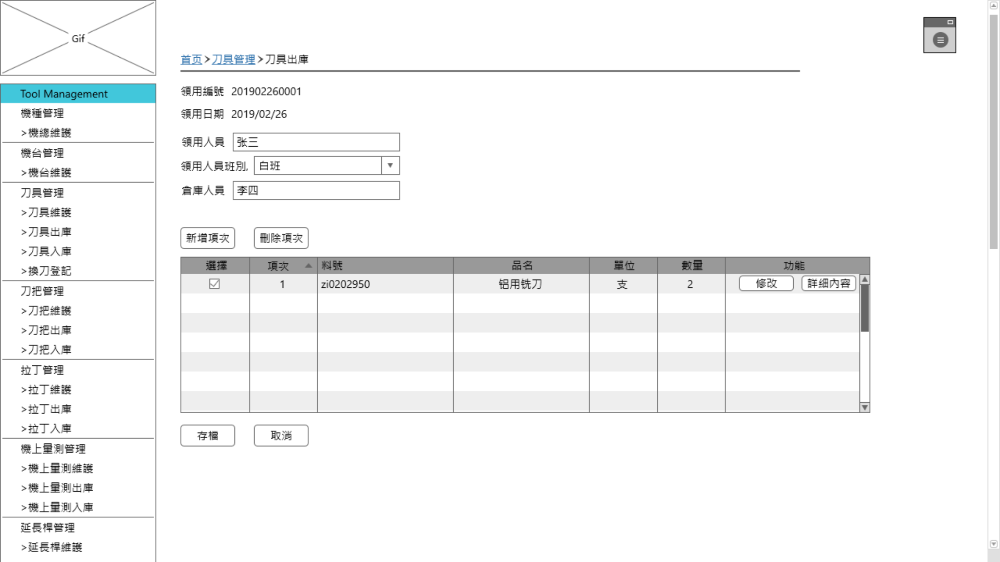 Gif
Tool Management
機種管理
>機總維護
機台管理
>機台維護
刀具管理
>刀具維護
>刀具出庫
>刀具入庫
>換刀登記
刀把管理
>刀把維護
>刀把出庫
>刀把入庫
拉丁管理
>拉丁維護
>拉丁出庫
>拉丁入庫
機上量測管理
>機上量測維護
>機上量測出庫
>機上量測入庫
延長桿管理
>延長桿維護
首页>刀具管理>刀具出庫
領用編號 201902260001
領用日期 2019/02/26
領用人員 张三
領用人員班別, 白班
倉庫人員 李四
新增項次 刪除項次
選擇 項次 料號 品名 單位 數量 功能
1 zi0202950 铝用铣刀 支 2 修改 詳細內容
存檔 取消